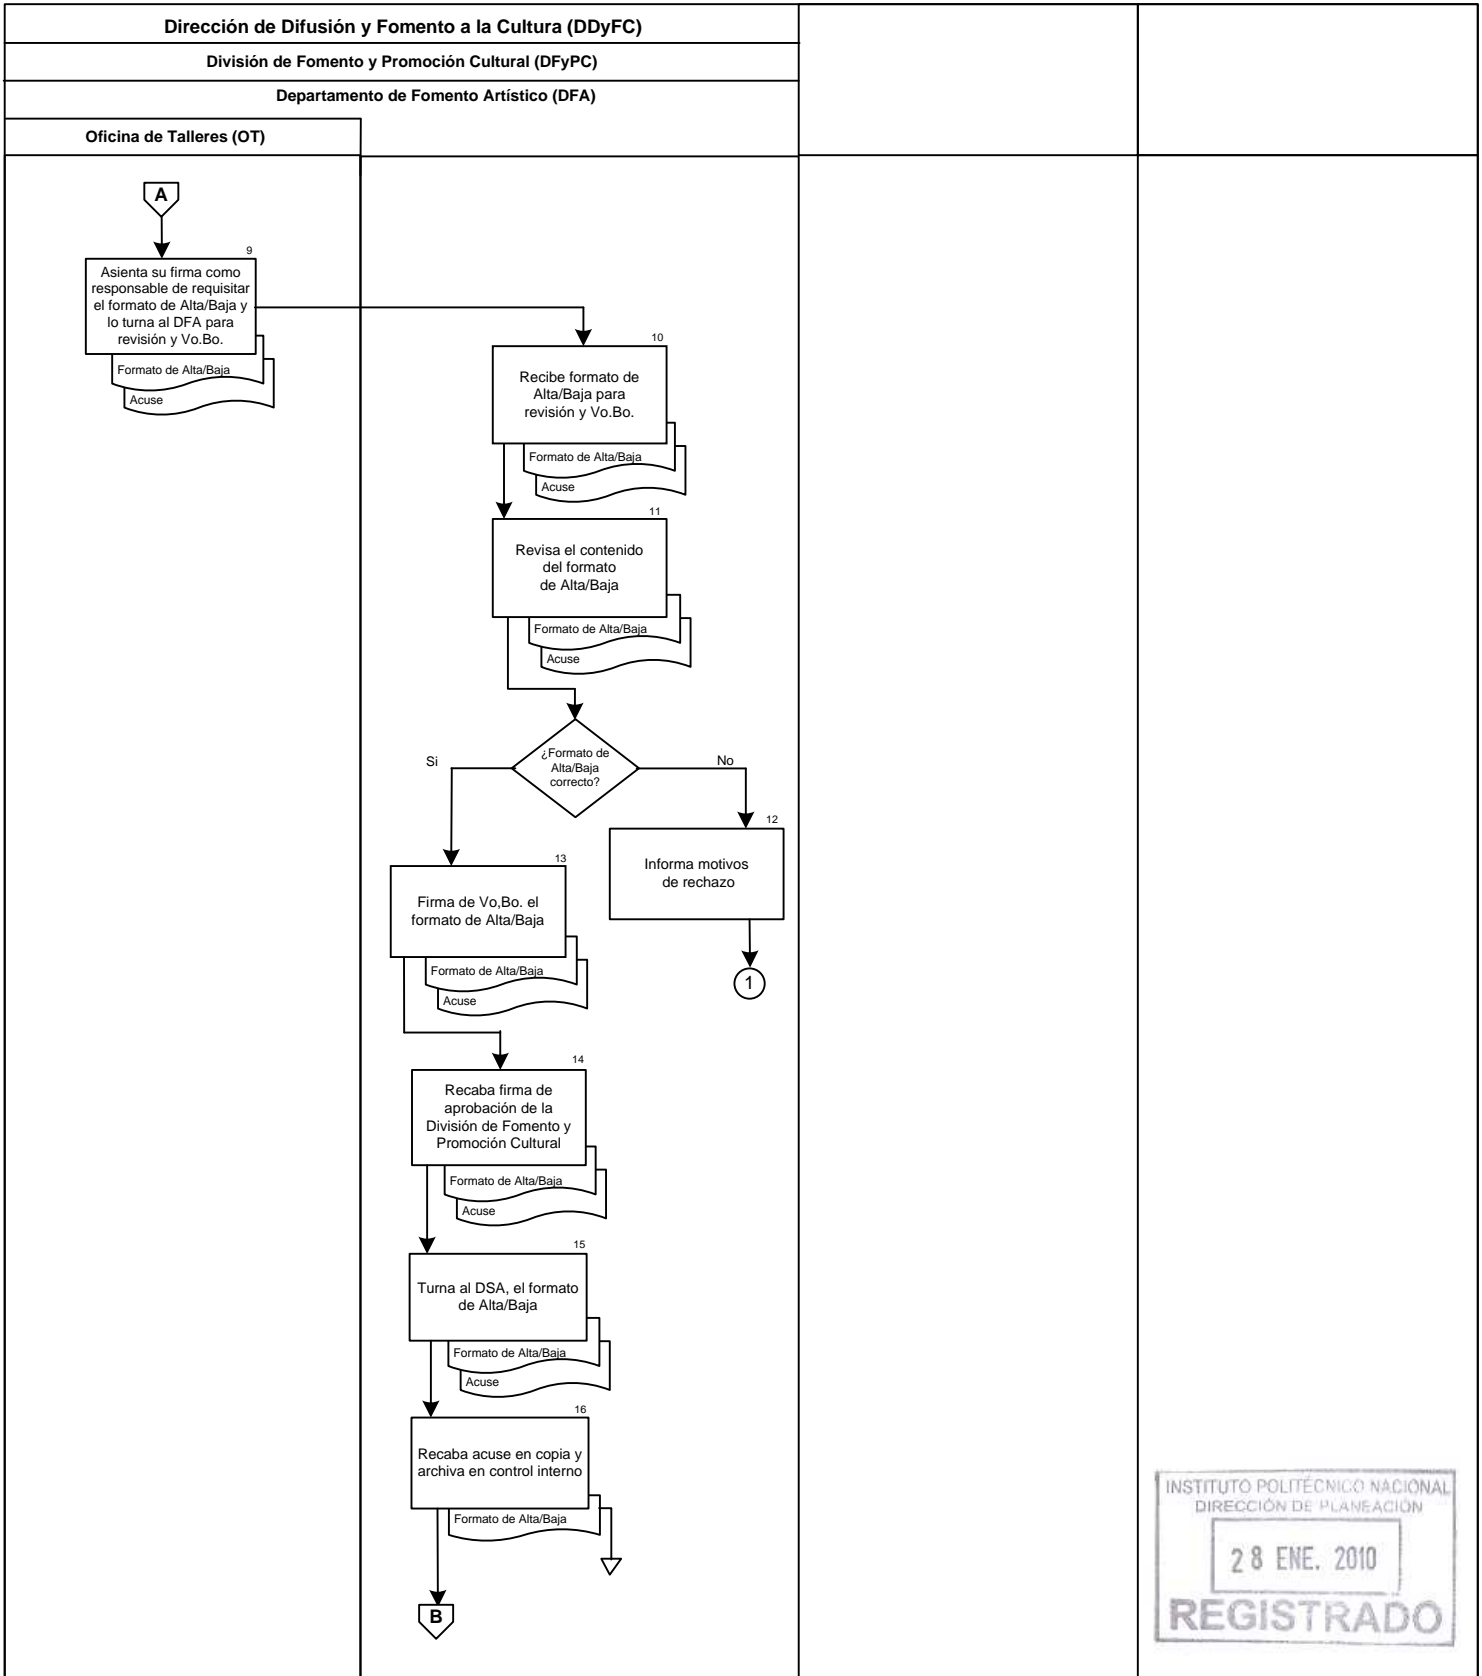 Dirección de Difusión y Fomento a la Cultura (DDyFC)
División de Fomento y Promoción Cultural (DFyPC)
Departamento de Fomento Artístico (DFA)
Oficina de Talleres (OT)
A
9
Asienta su firma como
responsable de requisitar
el formato de Alta/Baja y
lo turna al DFA para
revisión y Vo.Bo.
Formato de Alta/Baja
Acuse
10
Recibe formato de
Alta/Baja para
revisión y Vo.Bo.
Formato de Alta/Baja
Acuse
11
Revisa el contenido
del formato
de Alta/Baja
Formato de Alta/Baja
Acuse
¿Formato de
Alta/Baja
correcto?
Si
No
12
Informa motivos
de rechazo
1
13
Firma de Vo,Bo. el
formato de Alta/Baja
Formato de Alta/Baja
Acuse
14
Recaba firma de
aprobación de la
División de Fomento y
Promoción Cultural
Formato de Alta/Baja
Acuse
15
Turna al DSA, el formato
de Alta/Baja
Formato de Alta/Baja
Acuse
16
Recaba acuse en copia y
archiva en control interno
Formato de Alta/Baja
B
INSTITUTO POLITÉCNICO NACIONAL
DIRECCIÓN DE PLANEACIÓN
28 ENE. 2010
REGISTRADO